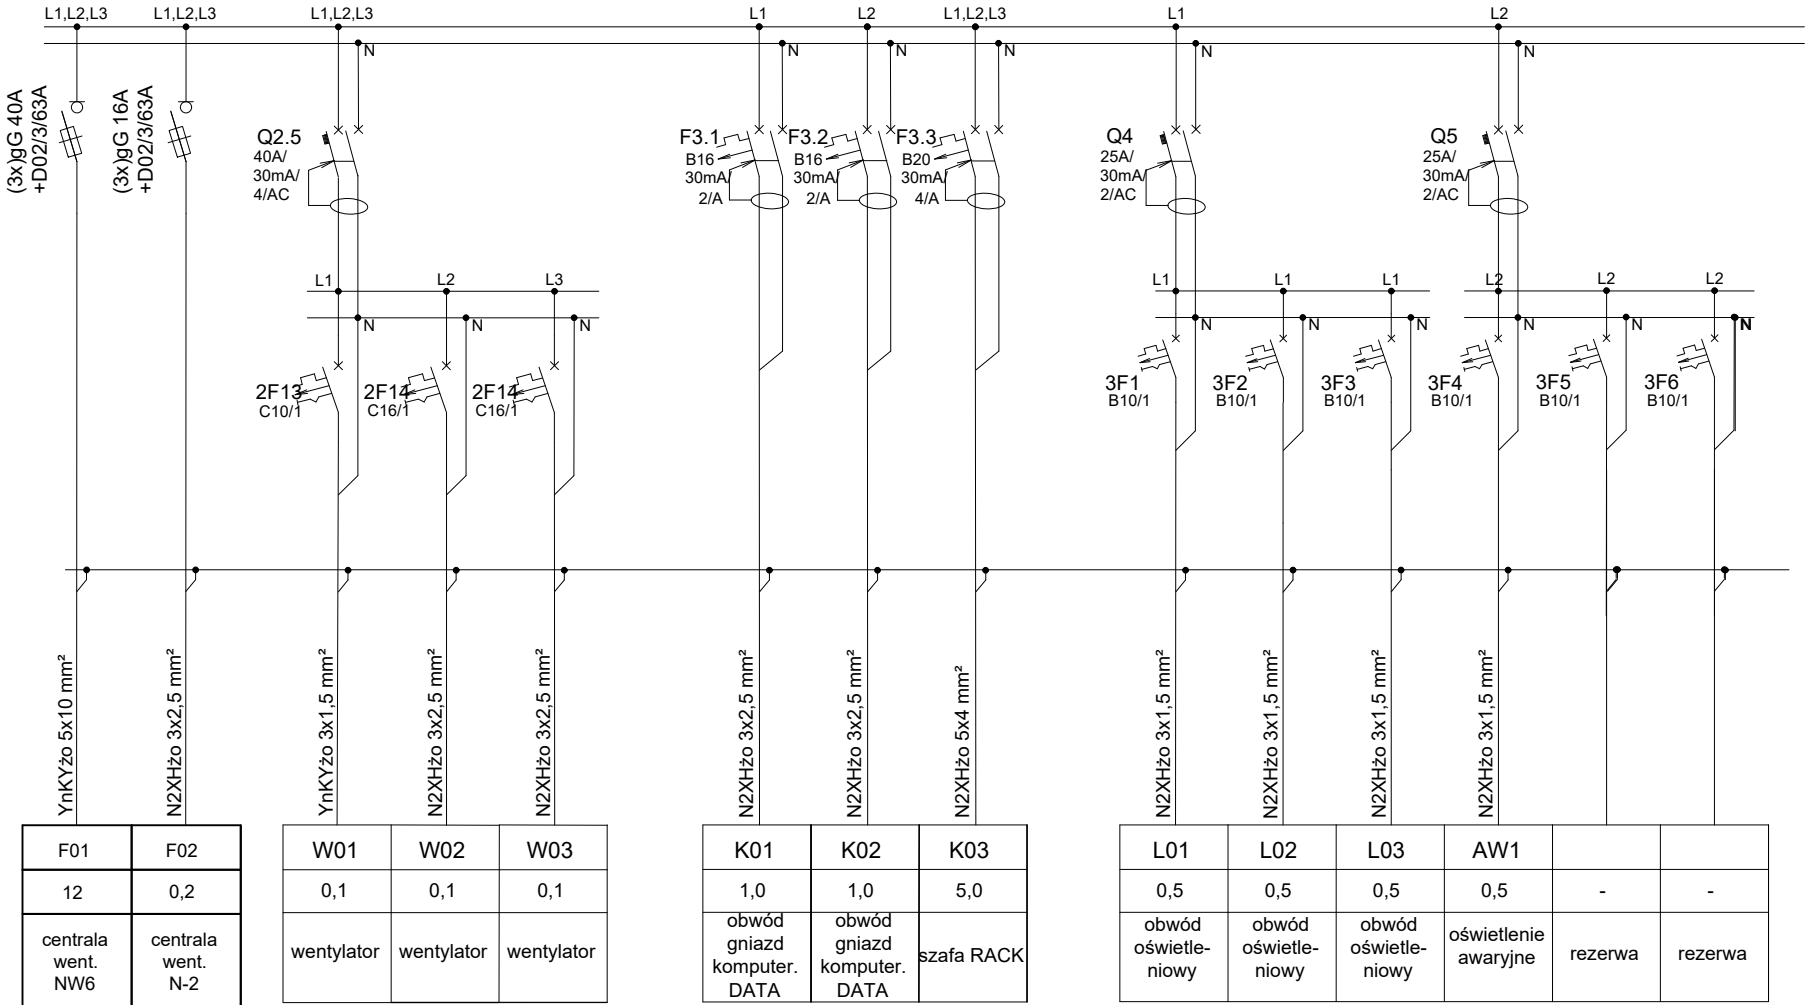 L1,L2,L3
L1,L2,L3
L1,L2,L3
L1
L2
L1,L2,L3
L1
L2
N
N
N
N
N
N
(3x)gG 40A
+D02/3/63A
(3x)gG 16A
+D02/3/63A
Q2.5
40A/
30mA/
4/AC
F3.1
B16
30mA/
2/A
F3.2
B16
30mA/
2/A
F3.3
B20
30mA/
4/A
Q4
25A/
30mA/
2/AC
Q5
25A/
30mA/
2/AC
L1
L2
L3
L1
L1
L1
L2
L2
L2
N
N
N
N
N
N
N
N
N
2F13
C10/1
2F14
C16/1
2F14
C16/1
3F1
B10/1
3F2
B10/1
3F3
B10/1
3F4
B10/1
3F5
B10/1
3F6
B10/1
YnKYżo 5x10 mm²
N2XHżo 3x2,5 mm²
YnKYżo 3x1,5 mm²
N2XHżo 3x2,5 mm²
N2XHżo 3x2,5 mm²
N2XHżo 3x2,5 mm²
N2XHżo 3x2,5 mm²
N2XHżo 5x4 mm²
N2XHżo 3x1,5 mm²
N2XHżo 3x1,5 mm²
N2XHżo 3x1,5 mm²
N2XHżo 3x1,5 mm²
F01
12
centrala
went.
NW6
F02
0,2
centrala
went.
N-2
W01
0,1
wentylator
W02
0,1
wentylator
W03
0,1
wentylator
K01
1,0
obwód
gniazd
komputer.
DATA
K02
1,0
obwód
gniazd
komputer.
DATA
K03
5,0
szafa RACK
L01
0,5
obwód
oświetle-
niowy
L02
0,5
obwód
oświetle-
niowy
L03
0,5
obwód
oświetle-
niowy
AW1
0,5
oświetlenie
awaryjne
-
rezerwa
-
rezerwa